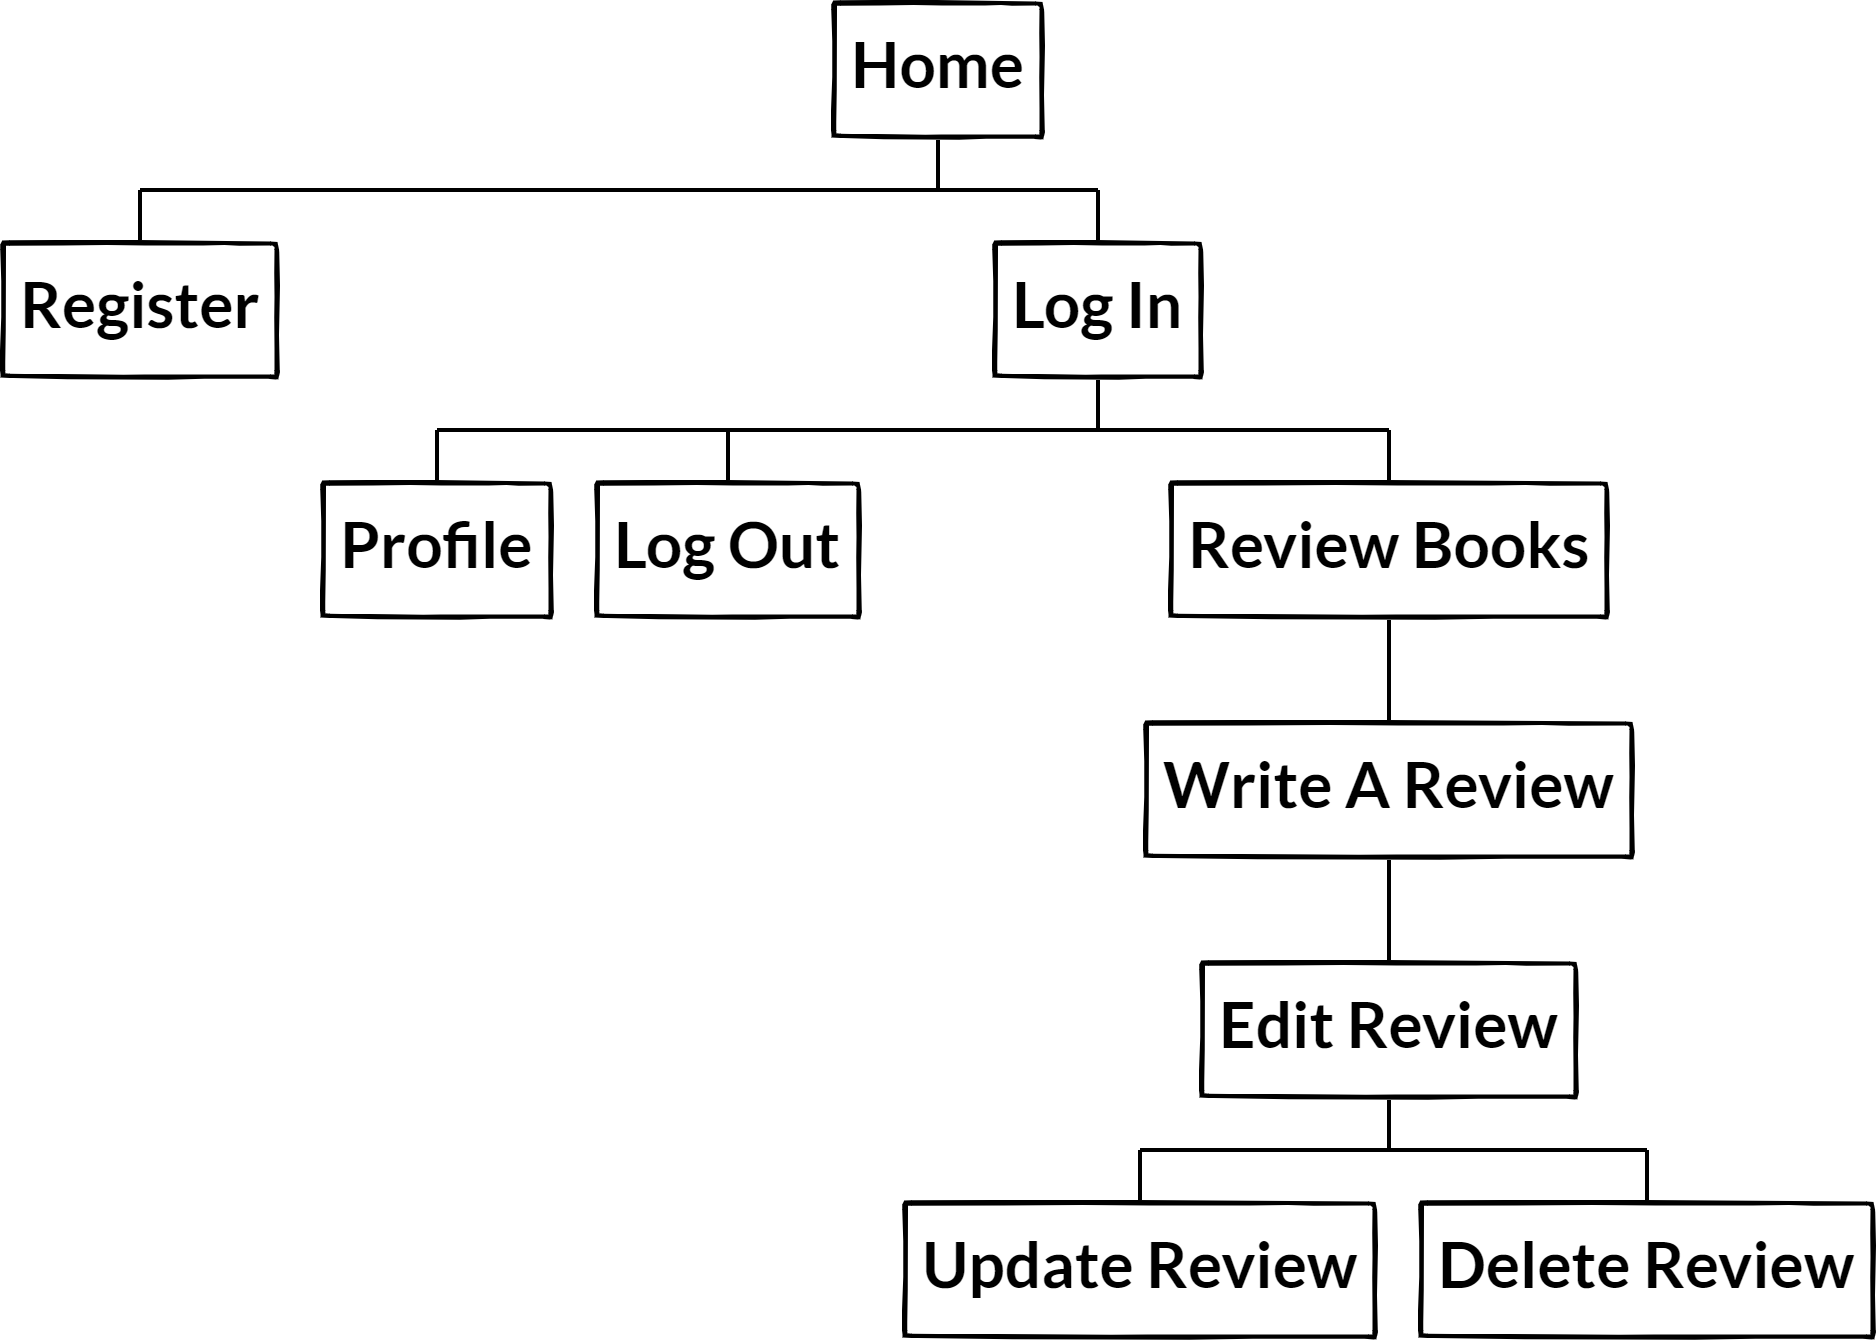 Home
Register
Log In
Profile
Log Out
Review Books
Write A Review
Edit Review
Update Review
Delete Review